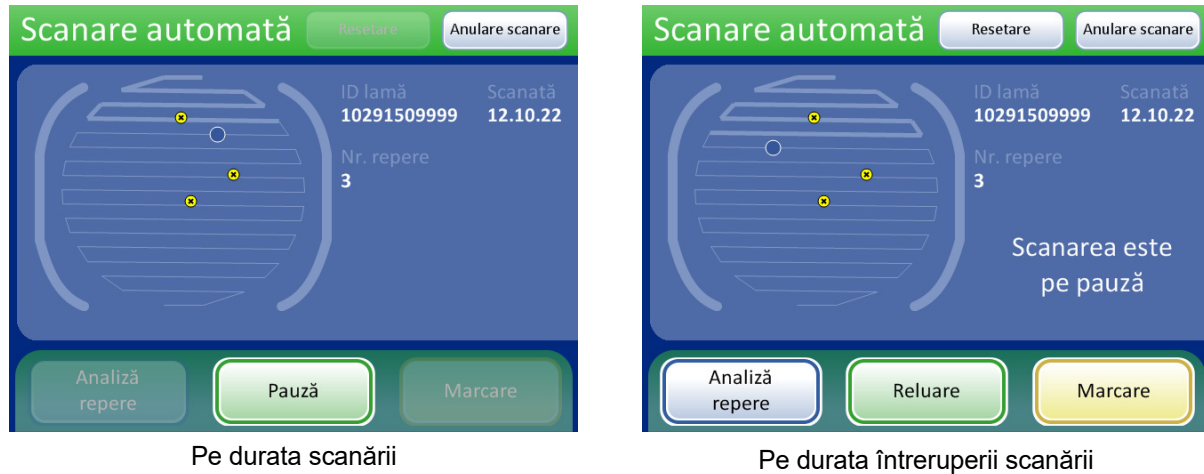 Scanare automată
Resetare
Anulare scanare
ID lamă
Scanată
10291509999
12.10.22
Nr. repere
3
Analiză
repere
Pauză
Marcare
Pe durata scanării
Scanare automată
Resetare
Anulare scanare
ID lamă
Scanată
10291509999
12.10.22
Nr. repere
3
Scanarea este
pe pauză
Analiză
repere
Reluare
Marcare
Pe durata întreruperii scanării